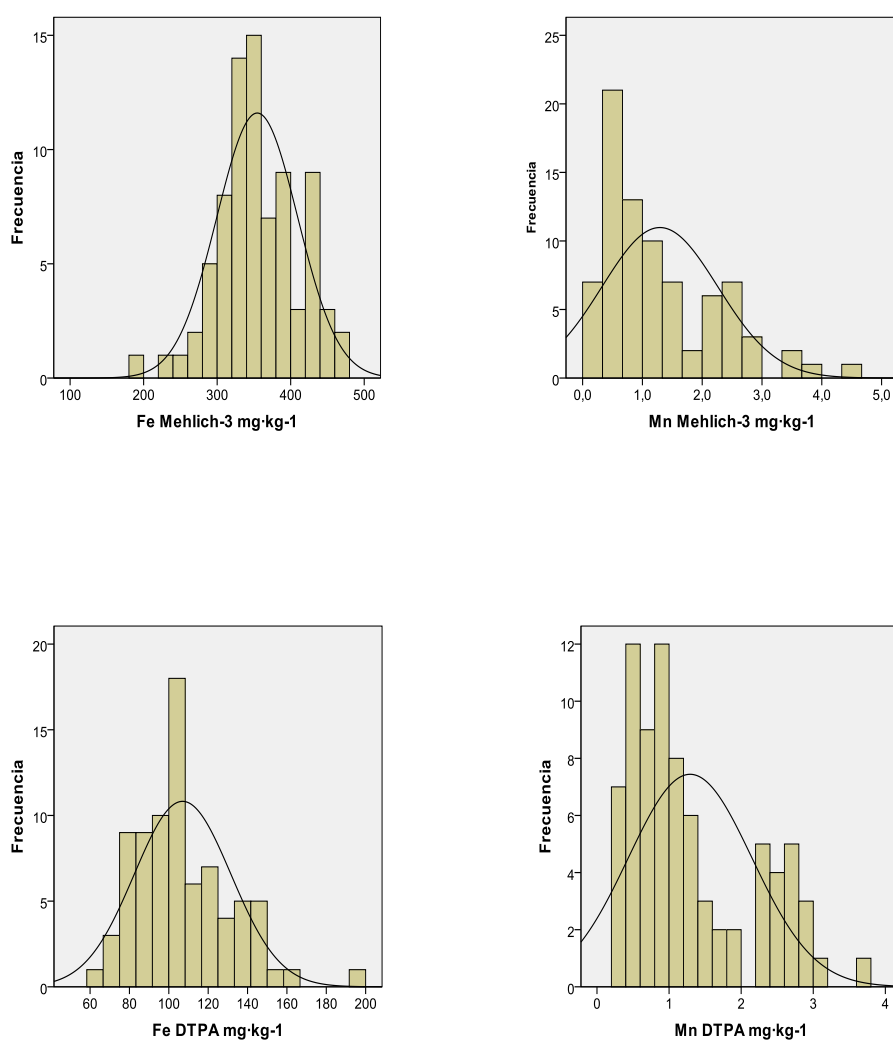 15
10
5
0
Frecuencia
100 200 300 400 500
Fe Mehlich-3 mg·kg-1
25
20
15
10
5
0
Frecuencia
0,0 1,0 2,0 3,0 4,0 5,0
Mn Mehlich-3 mg·kg-1
20
15
10
5
0
Frecuencia
60 80 100 120 140 160 180 200
Fe DTPA mg·kg-1
12
10
8
6
4
2
0
Frecuencia
0 1 2 3 4
Mn DTPA mg·kg-1